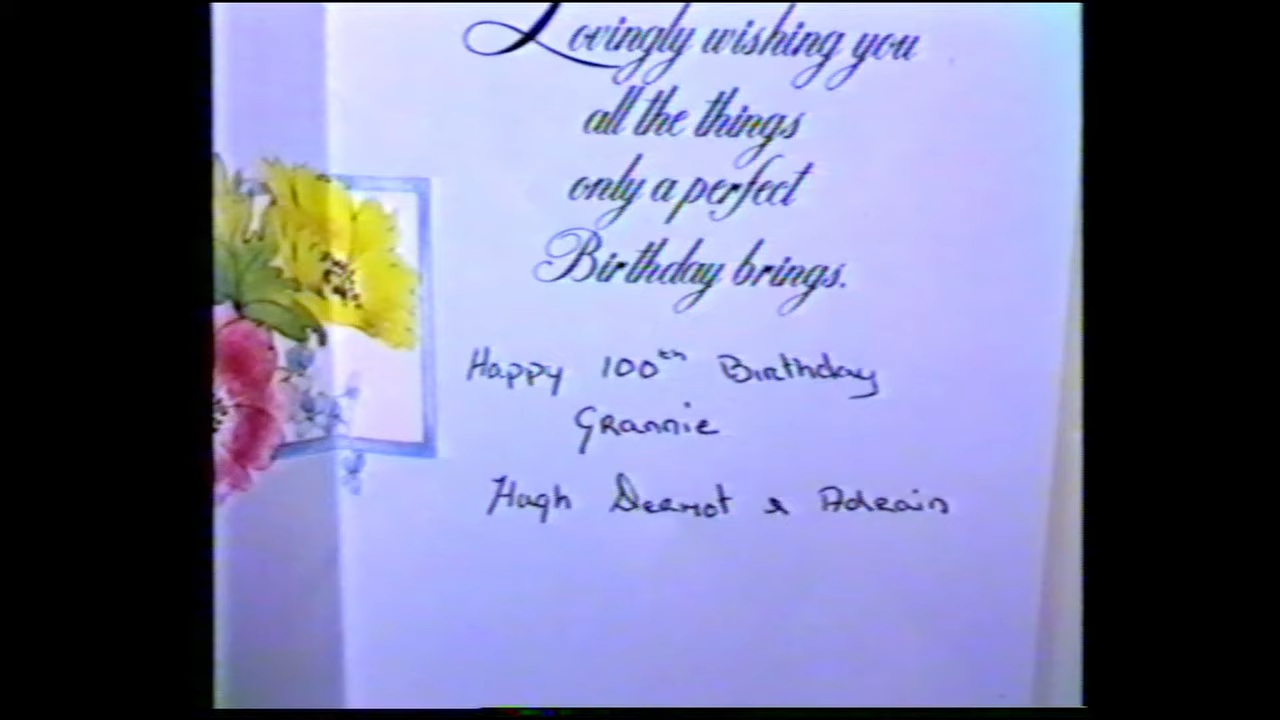 Lovingly wishing you
all the things
only a perfect
Birthday brings.
Happy 100th Birthday
Grannie
Hugh Dermot & Adrain